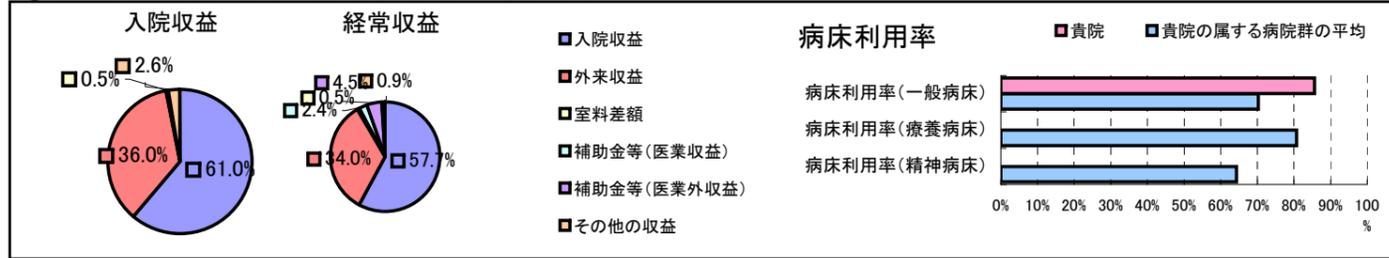 入院収益
0.5%
2.6%
36.0%
61.0%
経常収益
4.5%
0.9%
0.5%
2.4%
34.0%
57.7%
入院収益
外来収益
室料差額
補助金等(医業収益)
補助金等(医業外収益)
その他の収益
病床利用率
貴院
貴院の属する病院群の平均
病床利用率(一般病床)
病床利用率(療養病床)
病床利用率(精神病床)
0% 10% 20% 30% 40% 50% 60% 70% 80% 90% 100
%